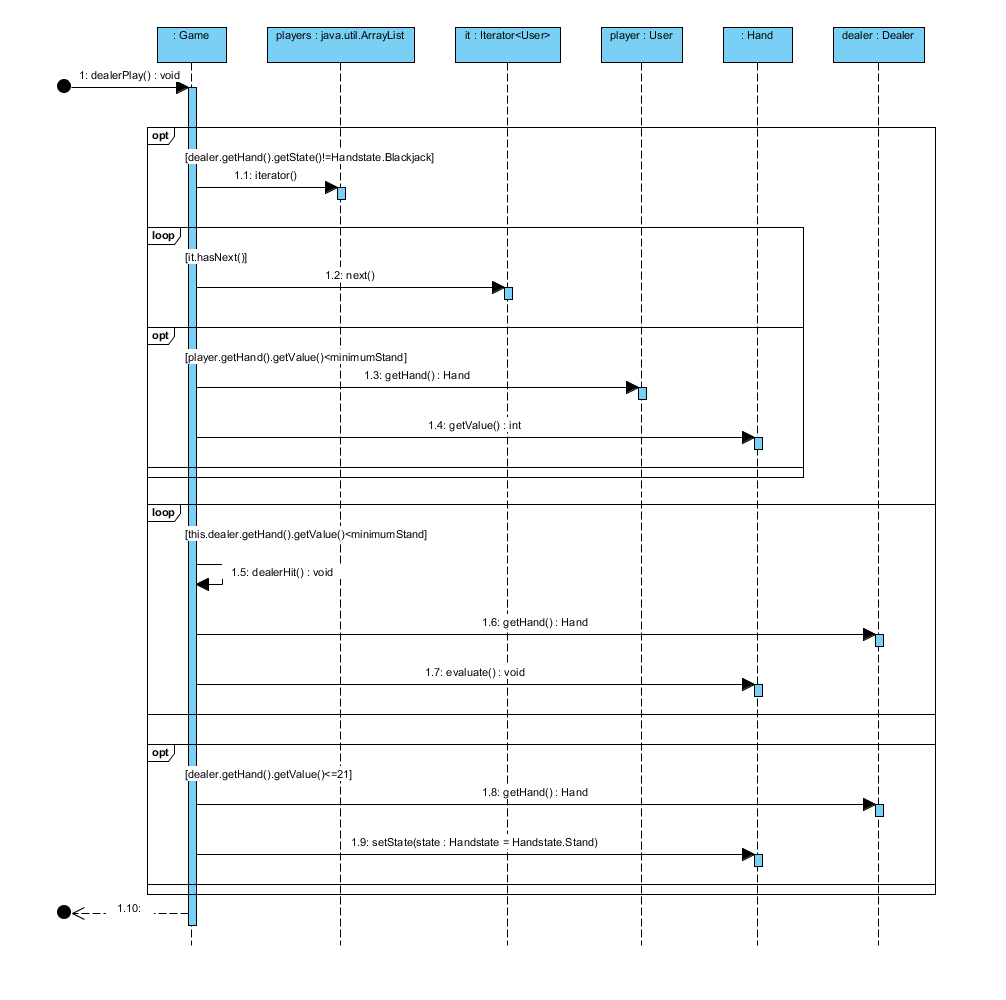 : Game
players : java.util.ArrayList
it : Iterator<User>
player : User
: Hand
dealer : Dealer
1: dealerPlay() : void
opt
[dealer.getHand().getState()!=Handstate.Blackjack]
1.1: iterator()
loop
[it.hasNext()]
1.2: next()
opt
[player.getHand().getValue()<minimumStand]
1.3: getHand() : Hand
1.4: getValue() : int
loop
[this.dealer.getHand().getValue()<minimumStand]
1.5: dealerHit() : void
1.6: getHand() : Hand
1.7: evaluate() : void
opt
[dealer.getHand().getValue()<=21]
1.8: getHand() : Hand
1.9: setState(state : Handstate = Handstate.Stand)
1.10: